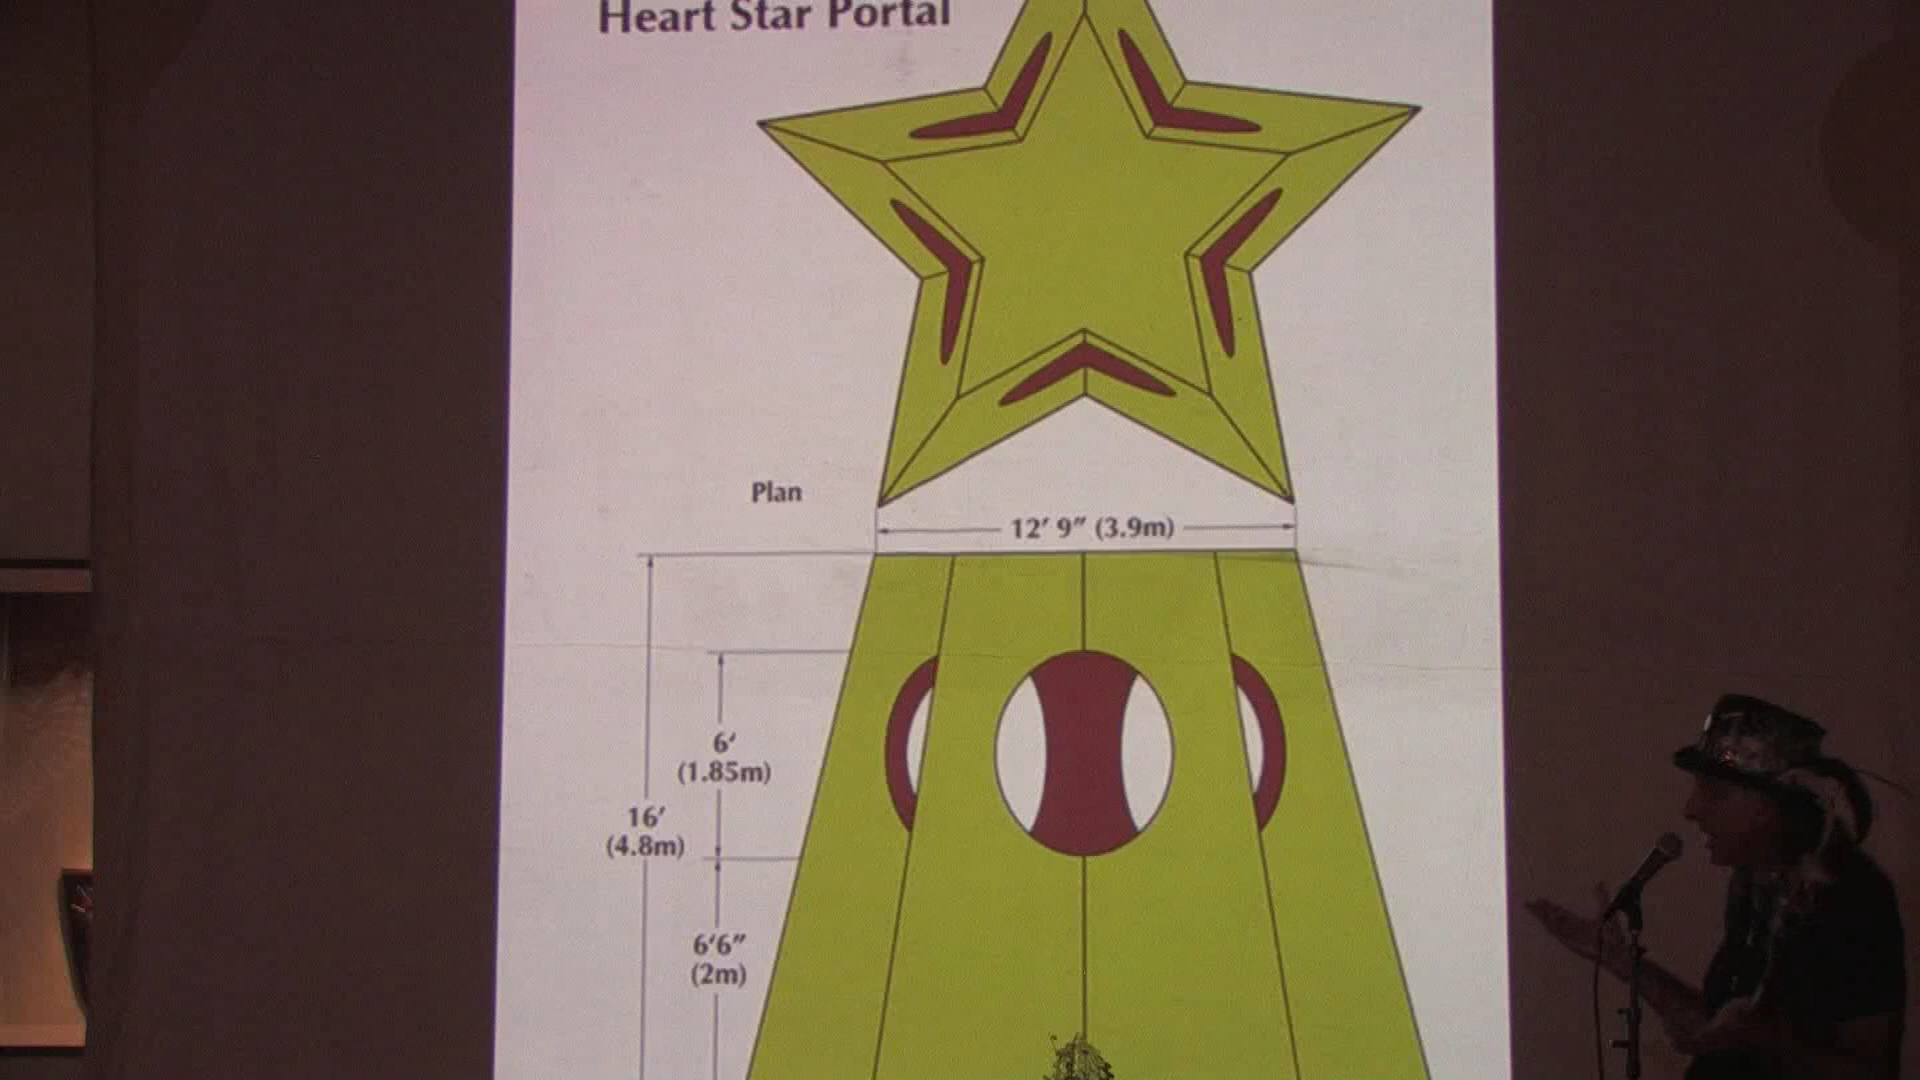 Heart Star Portal
Plan
12' 9" (3.9m)
6'
(1.85m)
16'
(4.8m)
6'6"
(2m)